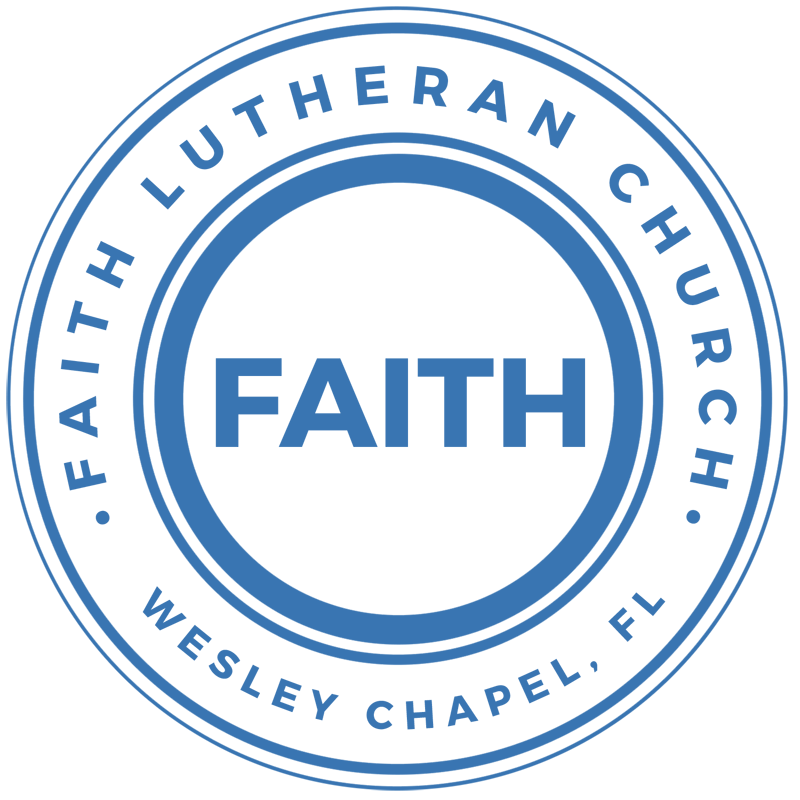 • FAITH LUTHERAN CHURCH •
FAITH
WESLEY CHAPEL, FL